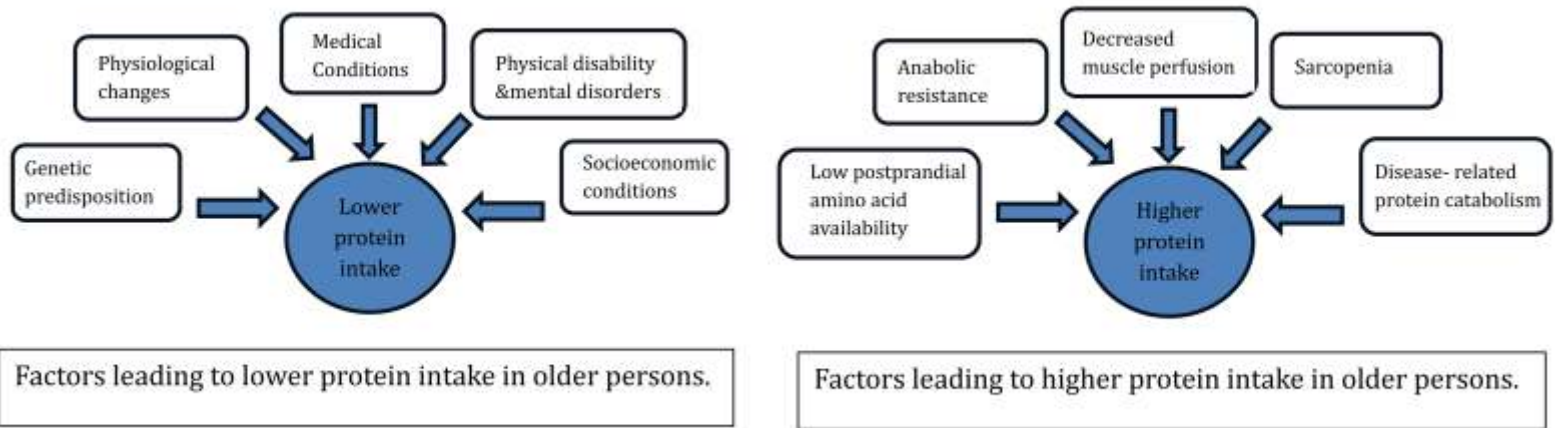 Physiological
changes
Medical
Conditions
Physical disability
&mental disorders
Genetic
predisposition
Socioeconomic
conditions
Lower
protein
intake
Factors leading to lower protein intake in older persons.
Anabolic
resistance
Decreased
muscle perfusion
Sarcopenia
Low postprandial
amino acid
availability
Disease- related
protein catabolism
Higher
protein
intake
Factors leading to higher protein intake in older persons.